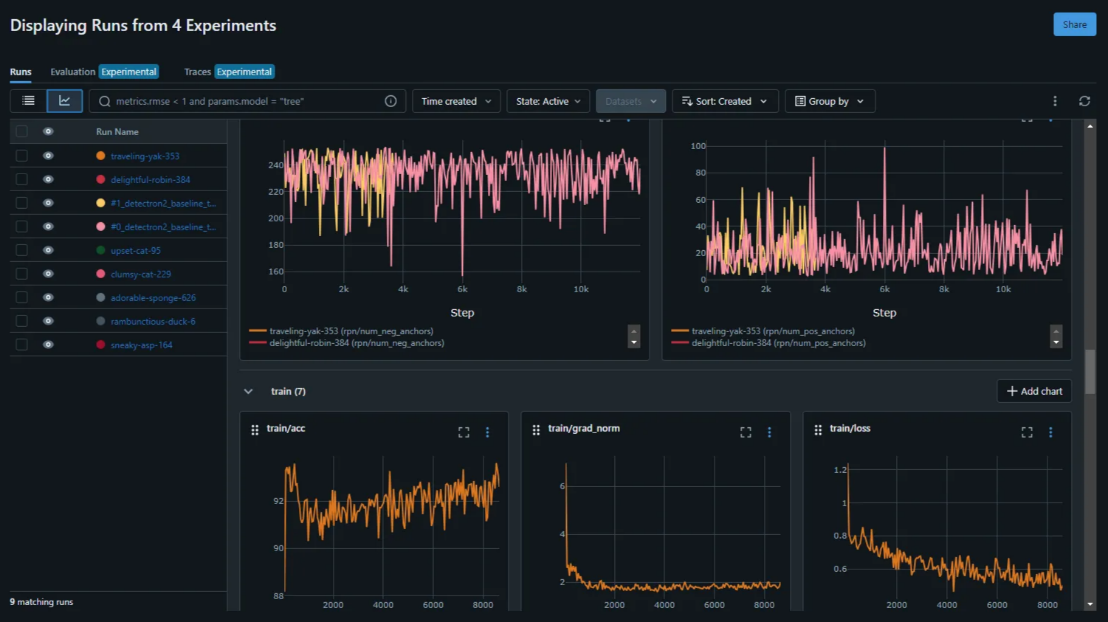 Displaying Runs from 4 Experiments
Share
Runs
Evaluation Experimental
Traces Experimental
metrics.rmse < 1 and params.model = "tree"
Time created
State: Active
Datasets
Sort: Created
Group by
Run Name
traveling-yak-353
delightful-robin-384
#1_detectron2_baseline_t...
#0_detectron2_baseline_t...
upset-cat-95
clumsy-cat-229
adorable-sponge-626
rambunctious-duck-6
sneaky-asp-164
9 matching runs
240
220
200
180
160
0 2k 4k 6k 8k 10k
Step
traveling-yak-353 (rpn/num_neg_anchors)
delightful-robin-384 (rpn/num_neg_anchors)
100
80
60
40
20
0
0 2k 4k 6k 8k 10k
Step
traveling-yak-353 (rpn/num_pos_anchors)
delightful-robin-384 (rpn/num_pos_anchors)
train (7)
+ Add chart
train/acc
92
90
88
2000 4000 6000 8000
train/grad_norm
6
4
2
2000 4000 6000 8000
train/loss
1.2
1
0.8
0.6
2000 4000 6000 8000